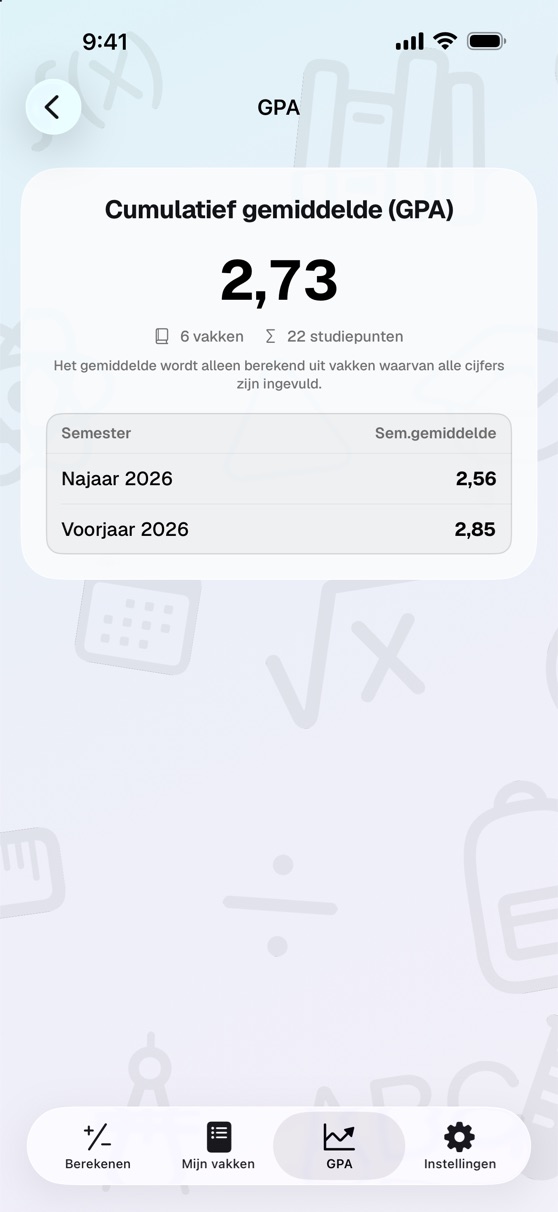 9:41
GPA
Cumulatief gemiddelde (GPA)
2,73
6 vakken Σ 22 studiepunten
Het gemiddelde wordt alleen berekend uit vakken waarvan alle cijfers
zijn ingevuld.
Semester Sem.gemiddelde
Najaar 2026 2,56
Voorjaar 2026 2,85
f(x)
√x
÷
ABC
+/− 
Berekenen Mijn vakken GPA Instellingen